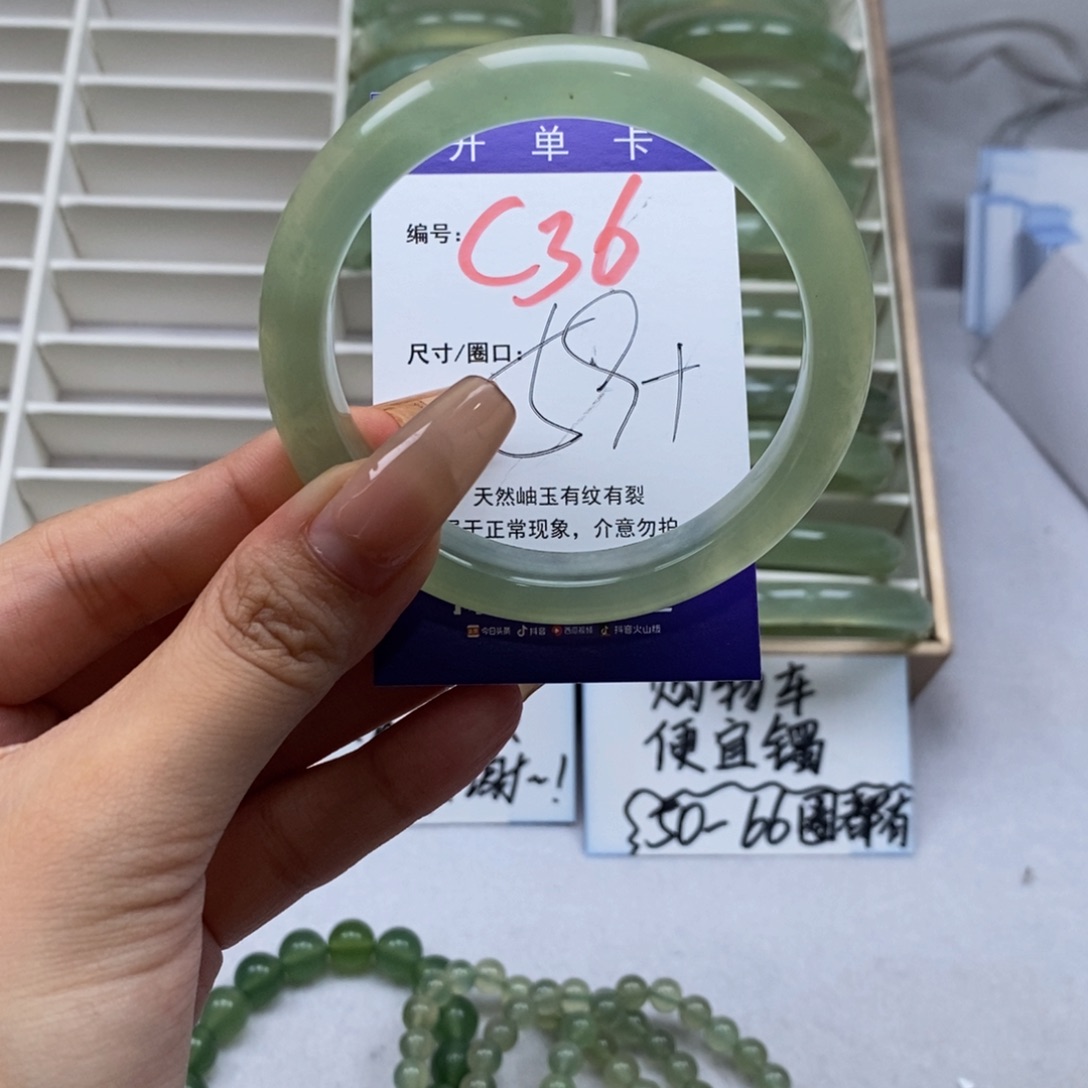 开单卡
编号:C36
尺寸/圈口:59+
天然岫玉有纹有裂
属于正常现象，介意勿拍
今日头条 抖音 西瓜视频 抖音火山版
谢~!
购物车
便宜镯
50-66圈都有